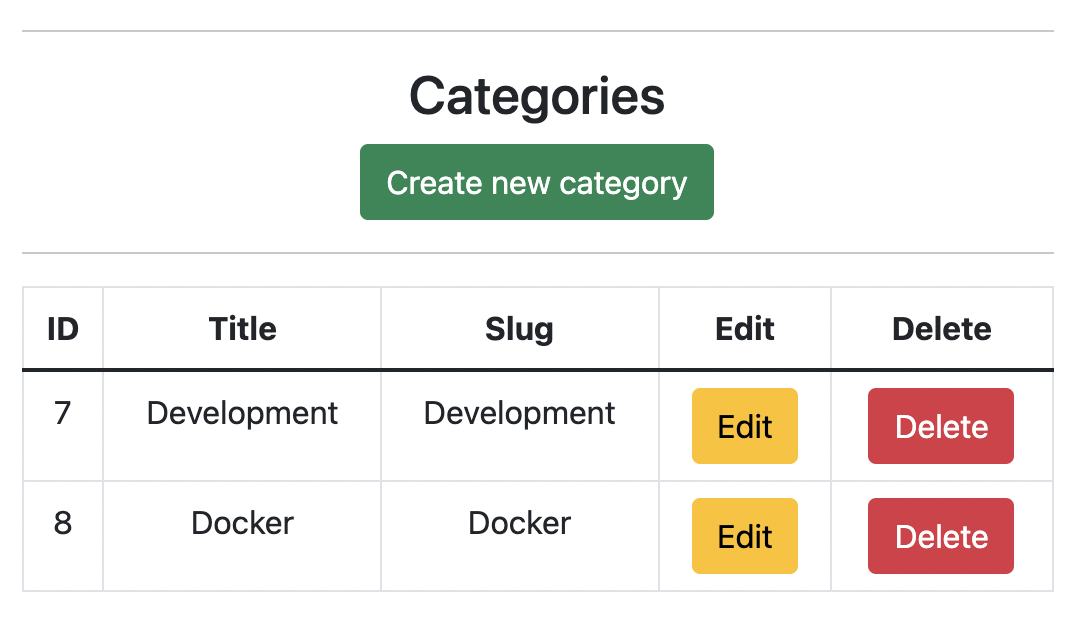 Categories
Create new category
ID Title Slug Edit Delete
7 Development Development Edit Delete
8 Docker Docker Edit Delete